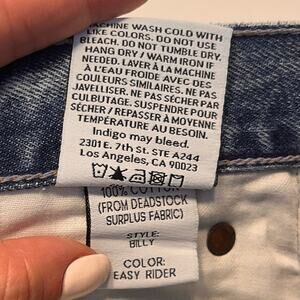 MACHINE WASH COLD WITH
LIKE COLORS. DO NOT USE
BLEACH. DO NOT TUMBLE DRY.
HANG DRY / WARM IRON IF
NEEDED. LAVER À LA MACHINE
À L'EAU FROIDE AVEC DES
COULEURS SIMILAIRES. NE PAS
JAVELLISER. NE PAS SÉCHER PAR
CULBUTAGE. SUSPENDRE POUR
SÉCHER / REPASSER À MOYENNE
TEMPÉRATURE AU BESOIN.
Indigo may bleed.
2301 E. 7th ST. STE A244
Los Angeles, CA 90023
100% COTTON
(FROM DEADSTOCK
SURPLUS FABRIC)
STYLE:
BILLY
COLOR:
EASY RIDER